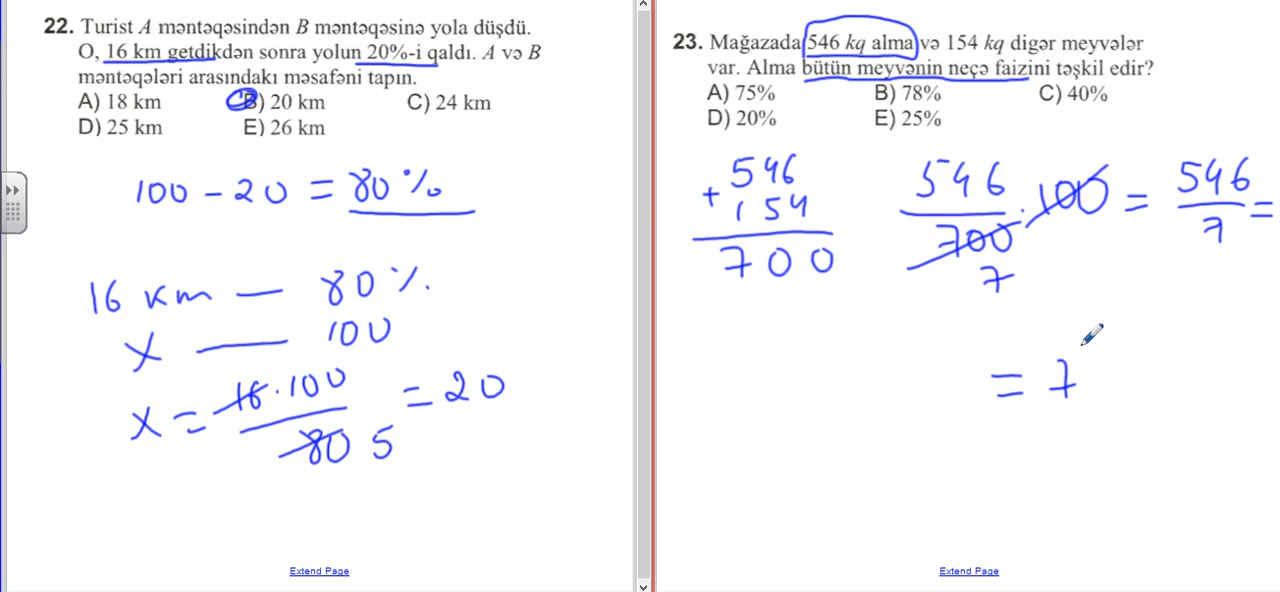 22. Turist A məntəqəsindən B məntəqəsinə yola düşdü.
O, 16 km getdikdən sonra yolun 20%-i qaldı. A və B
məntəqələri arasındakı məsafəni tapın.
A) 18 km B) 20 km C) 24 km
D) 25 km E) 26 km
100 - 20 = 80%
16 km — 80%.
x — 100
x = 16·100 / 80 5 = 20
Extend Page
23. Mağazada 546 kq alma və 154 kq digər meyvələr
var. Alma bütün meyvənin neçə faizini təşkil edir?
A) 75% B) 78% C) 40%
D) 20% E) 25%
546
+ 154
700
546 / 700 7 · 100 = 546 / 7 =
= 7
Extend Page